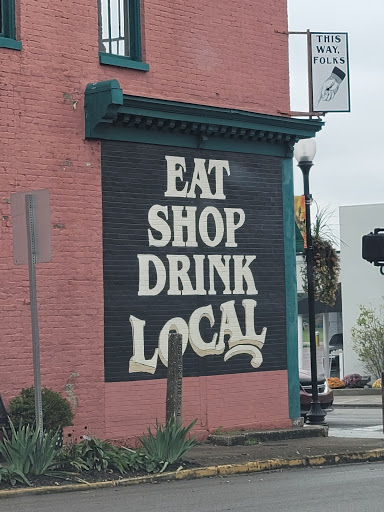 THIS
WAY,
FOLKS
EAT
SHOP
DRINK
LOCAL